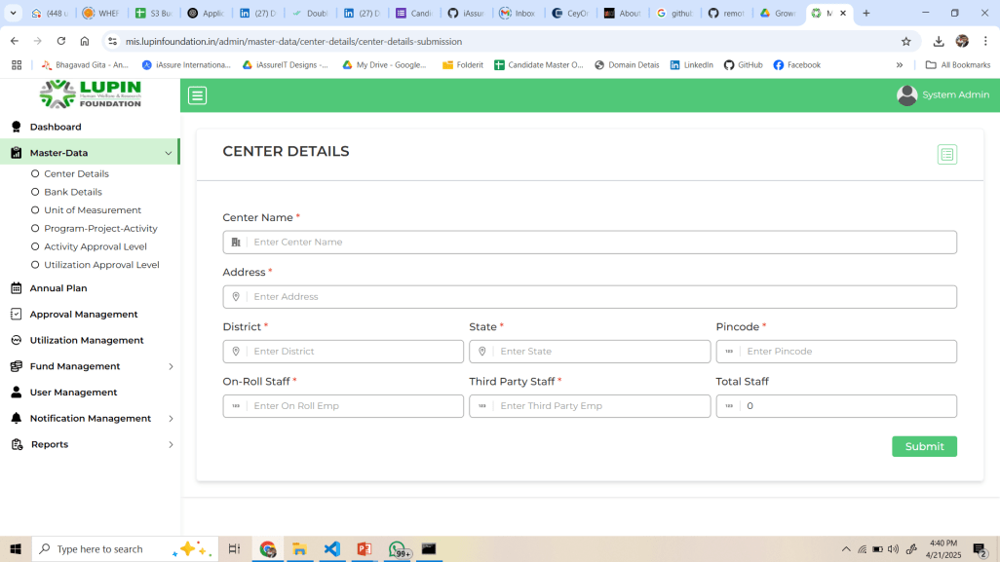 (448 u
WHEF
S3 Bu
Applic
(27) D
Doubl
(27) D
Candi
iAssur
Inbox
CeyO
About
github
remot
Grow
M
mis.lupinfoundation.in/admin/master-data/center-details/center-details-submission
Bhagavad Gita - An...
iAssure Internationa...
iAssureIT Designs -...
My Drive - Google...
Folderit
Candidate Master O...
Domain Detais
LinkedIn
GitHub
Facebook
»
All Bookmarks
LUPIN
Human Welfare & Research
FOUNDATION
System Admin
Dashboard
Master-Data
Center Details
Bank Details
Unit of Measurement
Program-Project-Activity
Activity Approval Level
Utilization Approval Level
Annual Plan
Approval Management
Utilization Management
Fund Management
User Management
Notification Management
Reports
CENTER DETAILS
Center Name *
Enter Center Name
Address *
Enter Address
District * State * Pincode *
Enter District Enter State Enter Pincode
On-Roll Staff * Third Party Staff * Total Staff
Enter On Roll Emp Enter Third Party Emp 0
Submit
Type here to search
99+
4:40 PM
4/21/2025
2